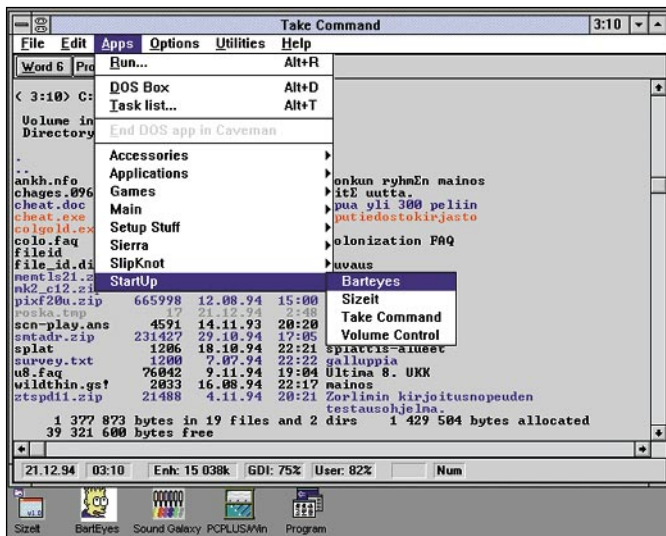 Take Command 3:10
File Edit Apps Options Utilities Help
Word 6 Pro
Run... Alt+R
DOS Box Alt+D
Task list... Alt+T
End DOS app in Caveman
Accessories
Applications
Games
Main
Setup Stuff
Sierra
SlipKnot
StartUp
Barteyes
Sizeit
Take Command
Volume Control
< 3:10> C:
Volume in
Directory
.
..
ankh.nfo onkun ryhmΣn mainos
chages.096 itΣ uutta.
cheat.doc pua yli 300 peliin
cheat.exe putiedostokirjasto
colgold.ex
colo.faq olonization FAQ
fileid
file_id.di uvaus
memtls21.z
mk2_c12.zi
pixf20u.zip 665998 12.08.94 15:00
roska.tmp 17 21.12.94 2:48
scn-play.ans 4591 14.11.93 20:20
smtadr.zip 231427 29.10.94 17:05
splat 1206 18.10.94 22:21 splattis-alueet
survey.txt 1200 7.07.94 22:22 galluppia
u8.faq 76042 9.11.94 19:04 Ultima 8. UKK
wildthin.gs! 2033 16.08.94 22:17 mainos
ztspd11.zip 21488 4.11.94 20:21 Zorlimin kirjoitusnopeuden
testausohjelma.
1 377 873 bytes in 19 files and 2 dirs 1 429 504 bytes allocated
39 321 600 bytes free
21.12.94 03:10 Enh: 15 038k GDI: 75% User: 82% Num
SizeIt BartEyes Sound Galaxy PCPLUS/Win Program